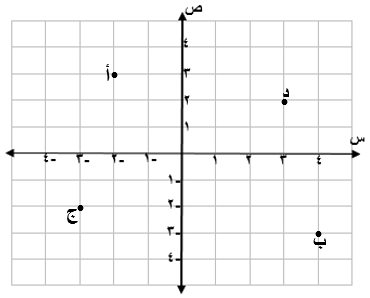 ص
٤
أ
٣
د
٢
١
س
-٤ -٣ -٢ -١ ١ ٢ ٣ ٤
-١
-٢
ج
-٣
ب
-٤